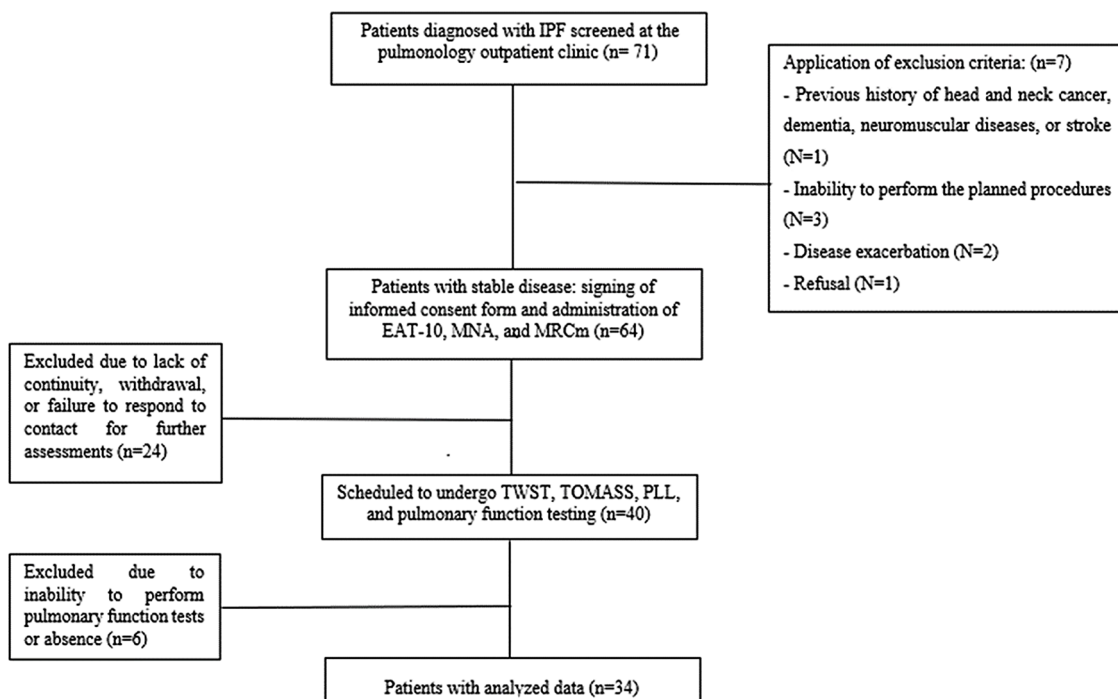 Patients diagnosed with IPF screened at the
pulmonology outpatient clinic (n= 71)
Application of exclusion criteria: (n=7)
- Previous history of head and neck cancer,
dementia, neuromuscular diseases, or stroke
(N=1)
- Inability to perform the planned procedures
(N=3)
- Disease exacerbation (N=2)
- Refusal (N=1)
Patients with stable disease: signing of
informed consent form and administration of
EAT-10, MNA, and MRCm (n=64)
Excluded due to lack of
continuity, withdrawal,
or failure to respond to
contact for further
assessments (n=24)
Scheduled to undergo TWST, TOMASS, PLL,
and pulmonary function testing (n=40)
Excluded due to
inability to perform
pulmonary function tests
or absence (n=6)
Patients with analyzed data (n=34)